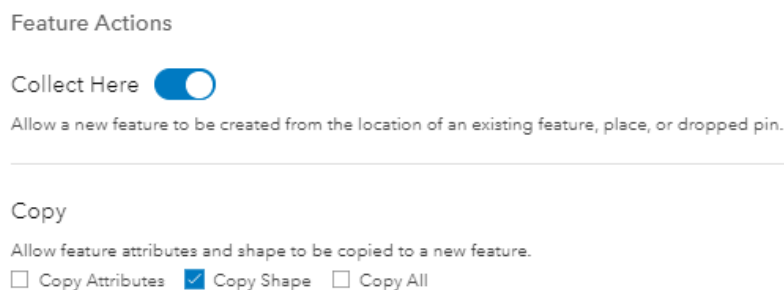 Feature Actions
Collect Here
Allow a new feature to be created from the location of an existing feature, place, or dropped pin.
Copy
Allow feature attributes and shape to be copied to a new feature.
Copy Attributes Copy Shape Copy All